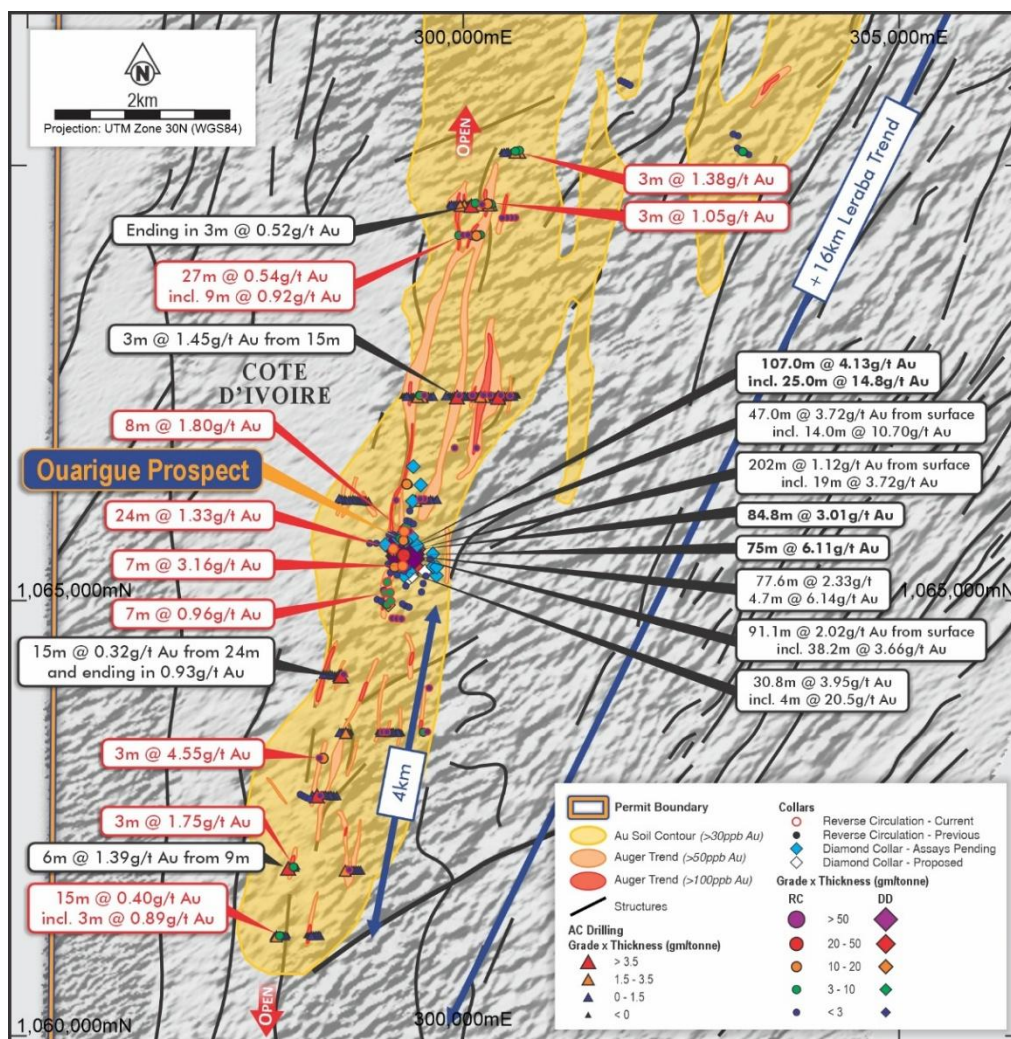 300,000mE
305,000mE
N
2km
Projection: UTM Zone 30N (WGS84)
OPEN
3m @ 1.38g/t Au
3m @ 1.05g/t Au
+ 16km Leraba Trend
Ending in 3m @ 0.52g/t Au
27m @ 0.54g/t Au
incl. 9m @ 0.92g/t Au
3m @ 1.45g/t Au from 15m
COTE
D'IVOIRE
8m @ 1.80g/t Au
Ouarigue Prospect
24m @ 1.33g/t Au
7m @ 3.16g/t Au
1,065,000mN
7m @ 0.96g/t Au
15m @ 0.32g/t Au from 24m
and ending in 0.93g/t Au
3m @ 4.55g/t Au
3m @ 1.75g/t Au
6m @ 1.39g/t Au from 9m
15m @ 0.40g/t Au
incl. 3m @ 0.89g/t Au
107.0m @ 4.13g/t Au
incl. 25.0m @ 14.8g/t Au
47.0m @ 3.72g/t Au from surface
incl. 14.0m @ 10.70g/t Au
202m @ 1.12g/t Au from surface
incl. 19m @ 3.72g/t Au
84.8m @ 3.01g/t Au
75m @ 6.11g/t Au
77.6m @ 2.33g/t
4.7m @ 6.14g/t Au
1,065,000mN
91.1m @ 2.02g/t Au from surface
incl. 38.2m @ 3.66g/t Au
30.8m @ 3.95g/t Au
incl. 4m @ 20.5g/t Au
4km
OPEN
1,060,000mN
300,000mE
Permit Boundary
Au Soil Contour (>30ppb Au)
Auger Trend (>50ppb Au)
Auger Trend (>100ppb Au)
Structures
AC Drilling
Grade x Thickness (gm/tonne)
> 3.5
1.5 - 3.5
0 - 1.5
< 0
Collars
Reverse Circulation - Current
Reverse Circulation - Previous
Diamond Collar - Assays Pending
Diamond Collar - Proposed
Grade x Thickness (gm/tonne)
RC DD
> 50
20 - 50
10 - 20
3 - 10
< 3